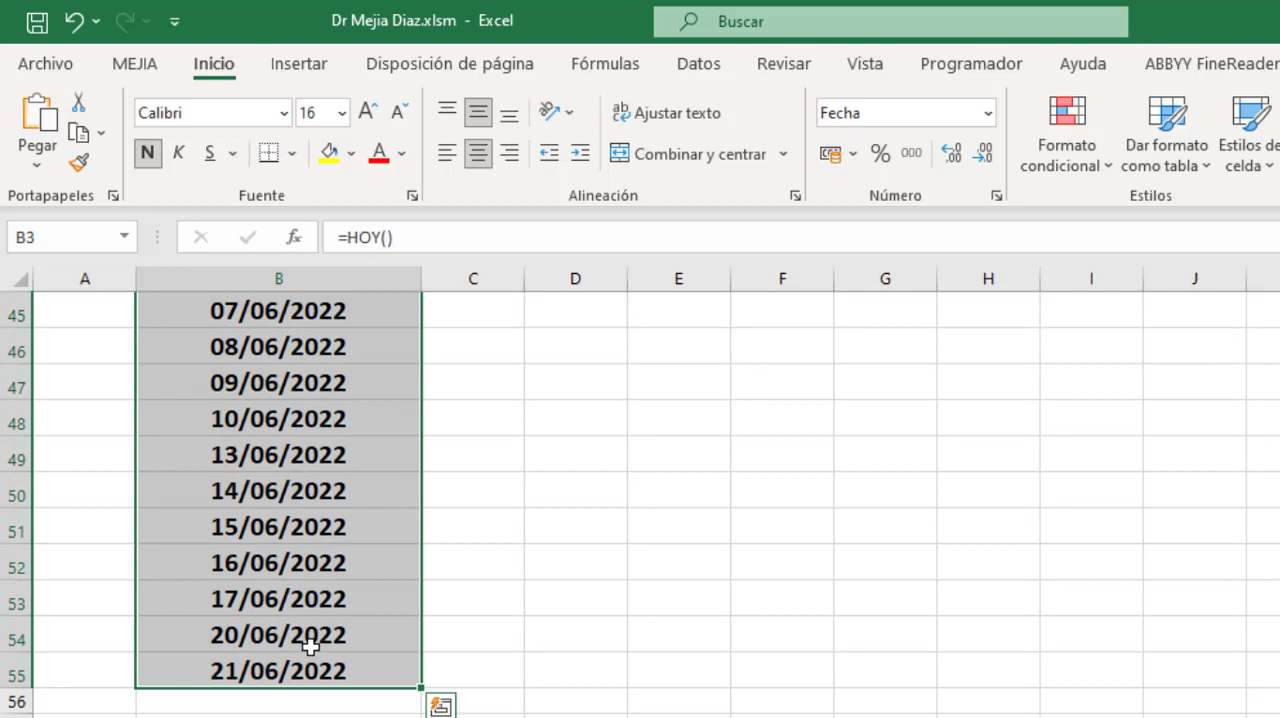 Dr Mejia Diaz.xlsm - Excel
Buscar
Archivo MEJIA Inicio Insertar Disposición de página Fórmulas Datos Revisar Vista Programador Ayuda ABBYY FineReader
Calibri 16 A A ab Ajustar texto Fecha
Pegar N K S A Combinar y centrar % 000 Formato condicional Dar formato como tabla Estilos de celda
Portapapeles Fuente Alineación Número Estilos
B3 fx =HOY()
A B C D E F G H I J
45 07/06/2022
46 08/06/2022
47 09/06/2022
48 10/06/2022
49 13/06/2022
50 14/06/2022
51 15/06/2022
52 16/06/2022
53 17/06/2022
54 20/06/2022
55 21/06/2022
56